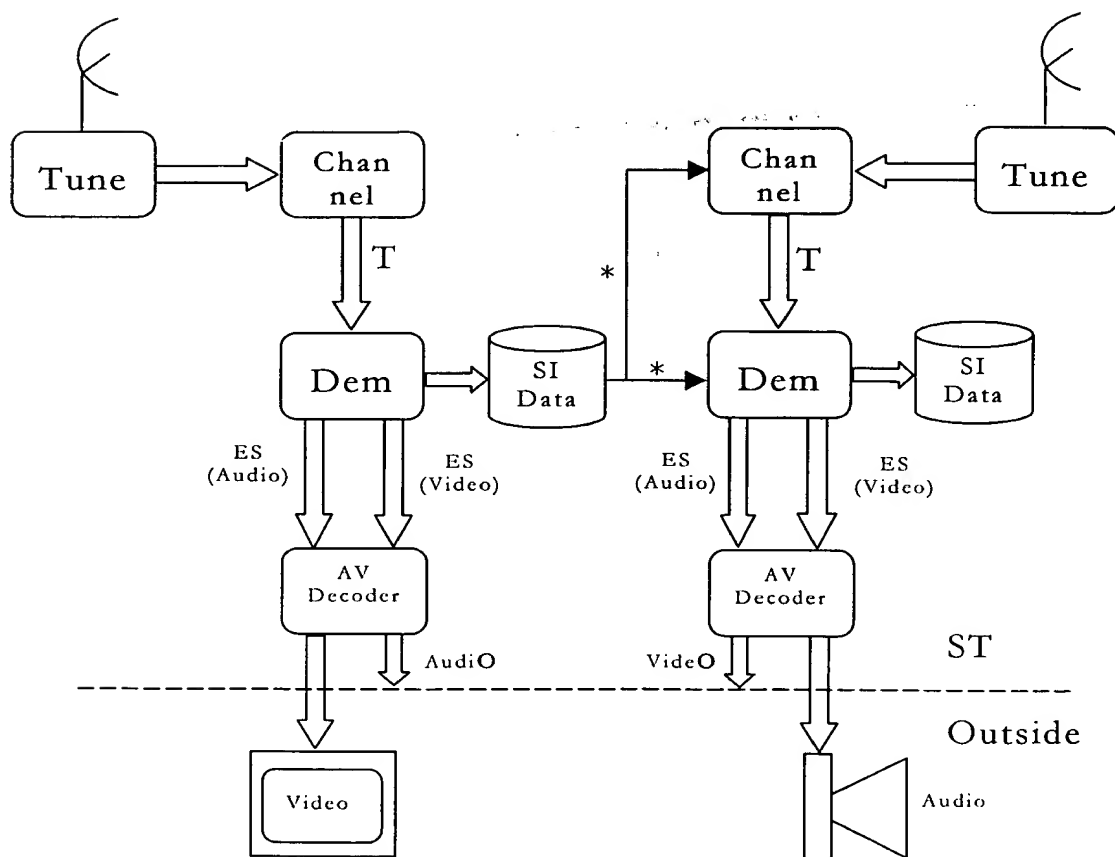 Tune
Chan
nel
Chan
nel
Tune
T
T
*
*
Dem
SI
Data
Dem
SI
Data
ES
(Audio)
ES
(Video)
ES
(Audio)
ES
(Video)
AV
Decoder
AV
Decoder
AudiO
VideO
ST
Outside
Video
Audio